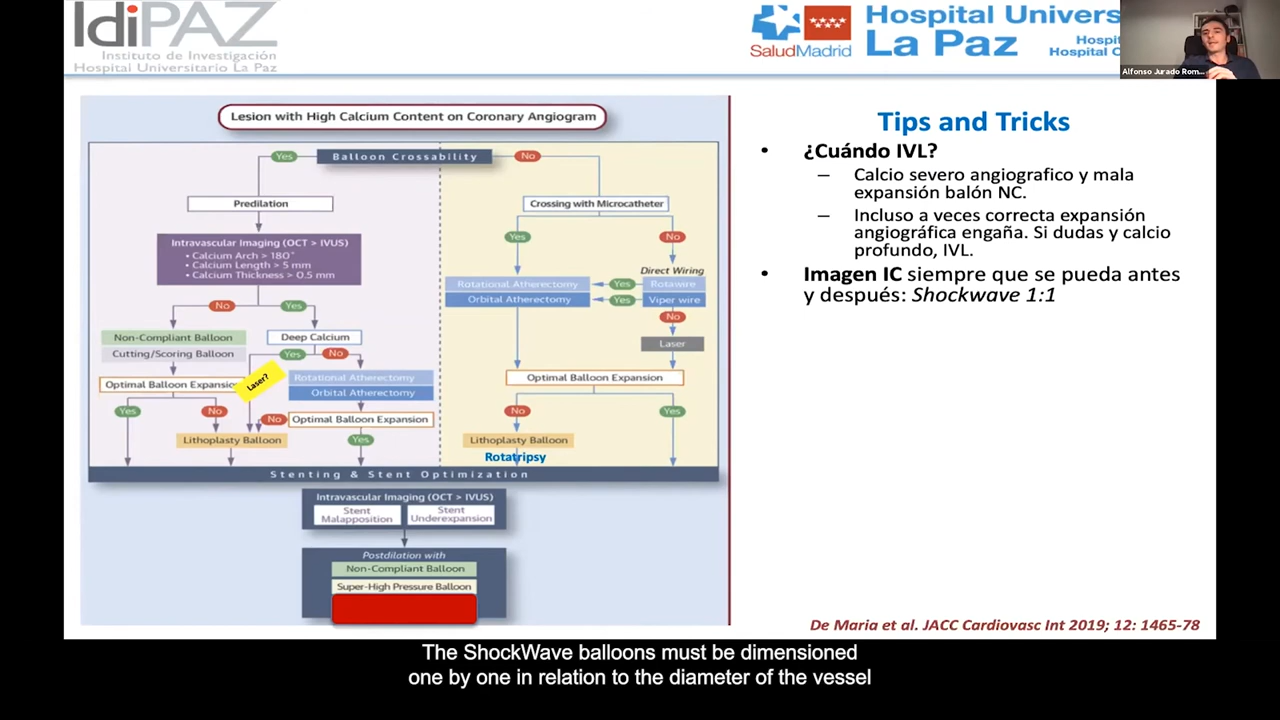 IdiPAZ
Instituto de Investigación
Hospital Universitario La Paz
SaludMadrid
Hospital Univers
La Paz
Hospi
Hospital C
Alfonso Jurado Rom...
Lesion with High Calcium Content on Coronary Angiogram
Yes
Balloon Crossability
No
Predilation
Crossing with Microcatheter
Intravascular Imaging (OCT > IVUS)
• Calcium Arch > 180°
• Calcium Length > 5 mm
• Calcium Thickness > 0.5 mm
Yes
No
Direct Wiring
Rotational Atherectomy
Yes
Rotawire
Orbital Atherectomy
Yes
Viper wire
No
Yes
No
Non-Compliant Balloon
Deep Calcium
Laser
Cutting/Scoring Balloon
Yes
No
Optimal Balloon Expansio
Laser?
Rotational Atherectomy
Orbital Atherectomy
Optimal Balloon Expansion
Yes
No
No
Optimal Balloon Expansion
No
Yes
Lithoplasty Balloon
Yes
Lithoplasty Balloon
Rotatripsy
Stenting & Stent Optimization
Intravascular Imaging (OCT > IVUS)
Stent
Malapposition
Stent
Underexpansion
Postdilation with
Non-Compliant Balloon
Super-High Pressure Balloon
Tips and Tricks
• ¿Cuándo IVL?
– Calcio severo angiografico y mala
expansión balón NC.
– Incluso a veces correcta expansión
angiográfica engaña. Si dudas y calcio
profundo, IVL.
• Imagen IC siempre que se pueda antes
y después: Shockwave 1:1
De Maria et al. JACC Cardiovasc Int 2019; 12: 1465-78
The ShockWave balloons must be dimensioned
one by one in relation to the diameter of the vessel